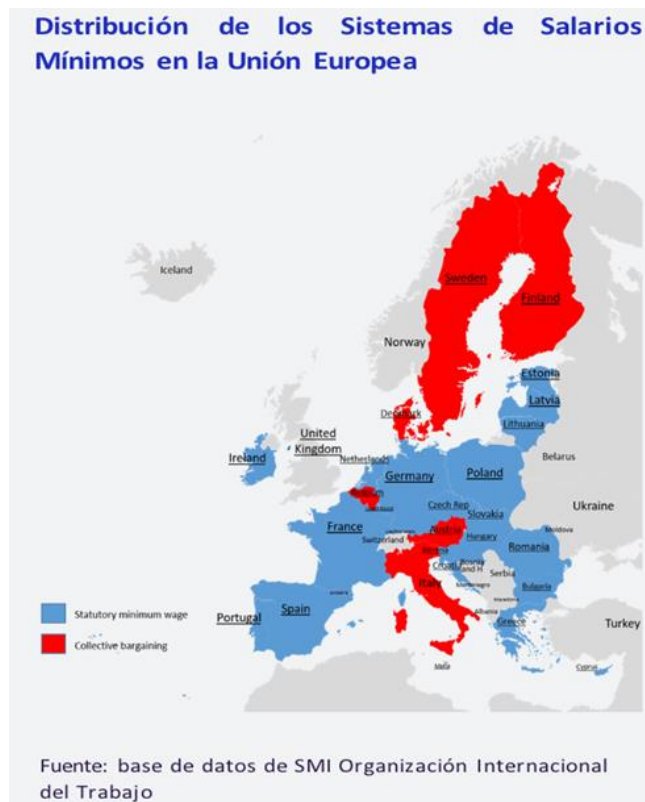 Distribución de los Sistemas de Salarios
Mínimos en la Unión Europea
Iceland
Sweden
Finland
Norway
Estonia
Latvia
Denmark
Lithuania
United
Kingdom
Ireland
Netherlands
Belarus
Germany
Poland
Belgium
Czech Rep
Ukraine
Slovakia
France
Austria
Moldova
Switzerland
Hungary
Romania
Croatia
Bosnia
and H
Serbia
Italy
Montenegro
Bulgaria
Statutory minimum wage
Portugal
Spain
Albania
Greece
Turkey
Collective bargaining
Malta
Cyprus
Fuente: base de datos de SMI Organización Internacional
del Trabajo